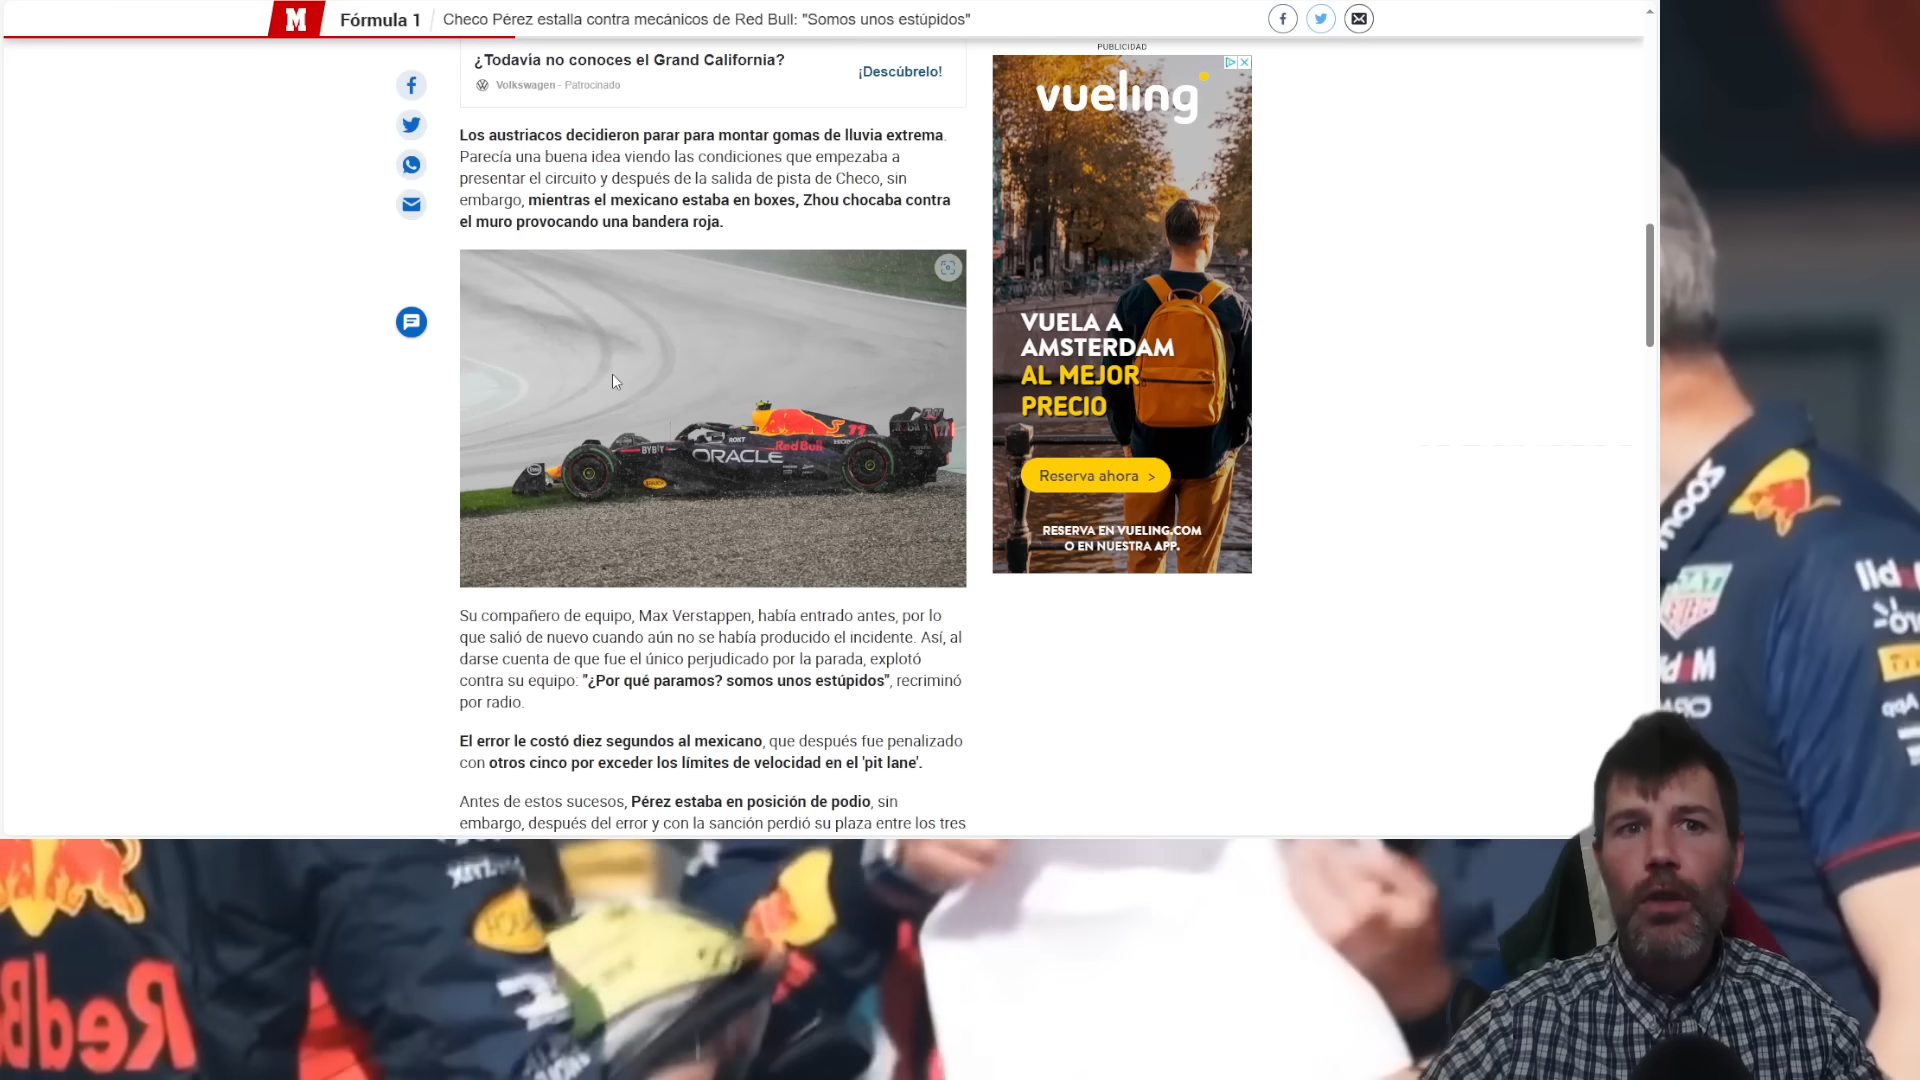 M Fórmula 1 Checo Pérez estalla contra mecánicos de Red Bull: "Somos unos estúpidos"
¿Todavía no conoces el Grand California?
¡Descúbrelo!
Volkswagen - Patrocinado
Los austriacos decidieron parar para montar gomas de lluvia extrema.
Parecía una buena idea viendo las condiciones que empezaba a
presentar el circuito y después de la salida de pista de Checo, sin
embargo, mientras el mexicano estaba en boxes, Zhou chocaba contra
el muro provocando una bandera roja.
11
BYBIT
ORACLE
Red Bull
Su compañero de equipo, Max Verstappen, había entrado antes, por lo
que salió de nuevo cuando aún no se había producido el incidente. Así, al
darse cuenta de que fue el único perjudicado por la parada, explotó
contra su equipo: "¿Por qué paramos? somos unos estúpidos", recriminó
por radio.
El error le costó diez segundos al mexicano, que después fue penalizado
con otros cinco por exceder los límites de velocidad en el 'pit lane'.
Antes de estos sucesos, Pérez estaba en posición de podio, sin
embargo, después del error y con la sanción perdió su plaza entre los tres
PUBLICIDAD
vueling
VUELA A
AMSTERDAM
AL MEJOR
PRECIO
Reserva ahora >
RESERVA EN VUELING.COM
O EN NUESTRA APP.
RedB